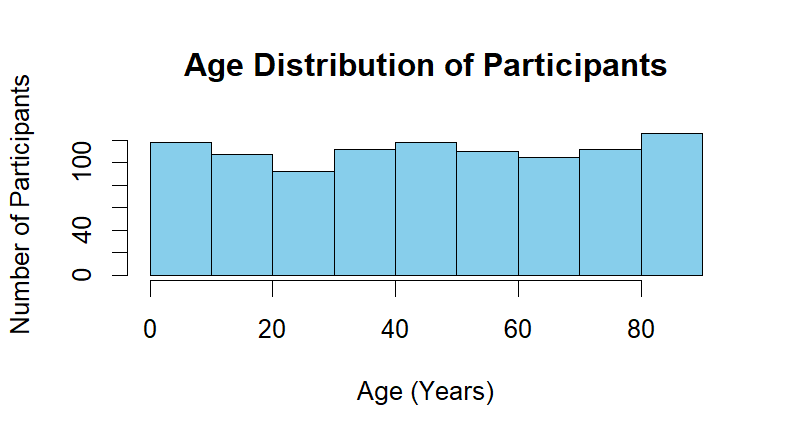 Age Distribution of Participants
Number of Participants
100
40
0
0 20 40 60 80
Age (Years)